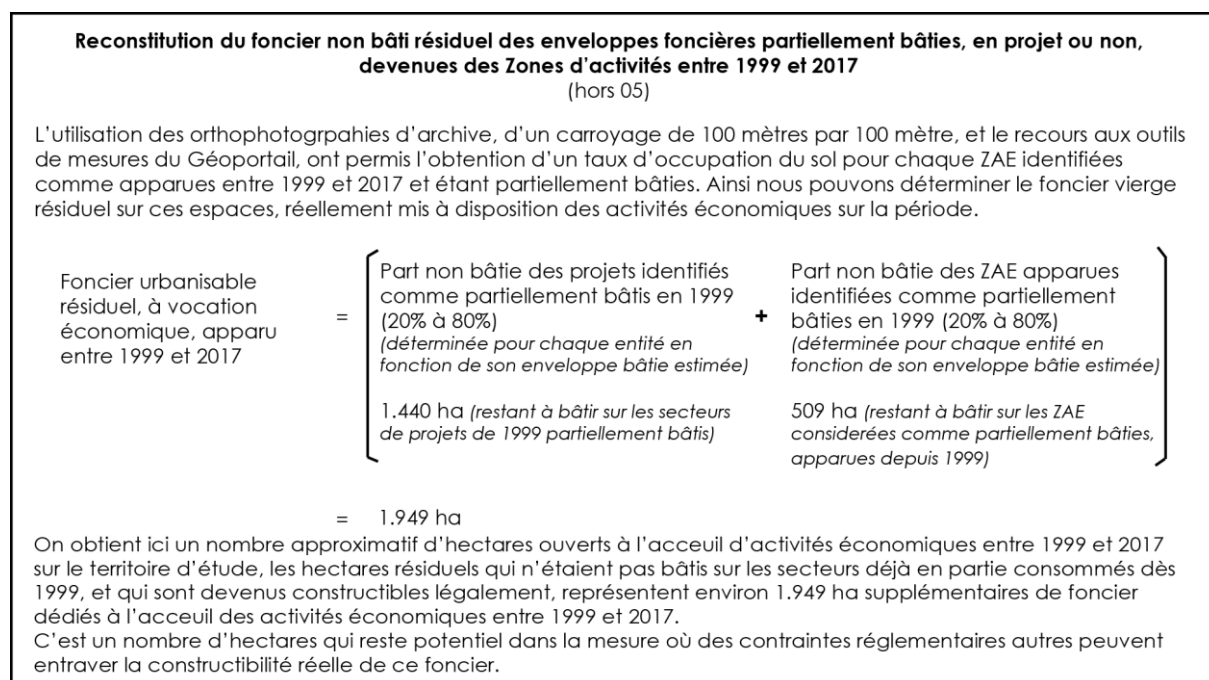 Reconstitution du foncier non bâti résiduel des enveloppes foncières partiellement bâties, en projet ou non,
devenues des Zones d'activités entre 1999 et 2017
(hors 05)
L'utilisation des orthophotogrpahies d'archive, d'un carroyage de 100 mètres par 100 mètre, et le recours aux outils
de mesures du Géoportail, ont permis l'obtention d'un taux d'occupation du sol pour chaque ZAE identifiées
comme apparues entre 1999 et 2017 et étant partiellement bâties. Ainsi nous pouvons déterminer le foncier vierge
résiduel sur ces espaces, réellement mis à disposition des activités économiques sur la période.
Foncier urbanisable
résiduel, à vocation
économique, apparu
entre 1999 et 2017
=
Part non bâtie des projets identifiés
comme partiellement bâtis en 1999
(20% à 80%)
(déterminée pour chaque entité en
fonction de son enveloppe bâtie estimée)
1.440 ha (restant à bâtir sur les secteurs
de projets de 1999 partiellement bâtis)
+
Part non bâtie des ZAE apparues
identifiées comme partiellement
bâties en 1999 (20% à 80%)
(déterminée pour chaque entité en
fonction de son enveloppe bâtie estimée)
509 ha (restant à bâtir sur les ZAE
considerées comme partiellement bâties,
apparues depuis 1999)
= 1.949 ha
On obtient ici un nombre approximatif d'hectares ouverts à l'acceuil d'activités économiques entre 1999 et 2017
sur le territoire d'étude, les hectares résiduels qui n'étaient pas bâtis sur les secteurs déjà en partie consommés dès
1999, et qui sont devenus constructibles légalement, représentent environ 1.949 ha supplémentaires de foncier
dédiés à l'acceuil des activités économiques entre 1999 et 2017.
C'est un nombre d'hectares qui reste potentiel dans la mesure où des contraintes réglementaires autres peuvent
entraver la constructibilité réelle de ce foncier.